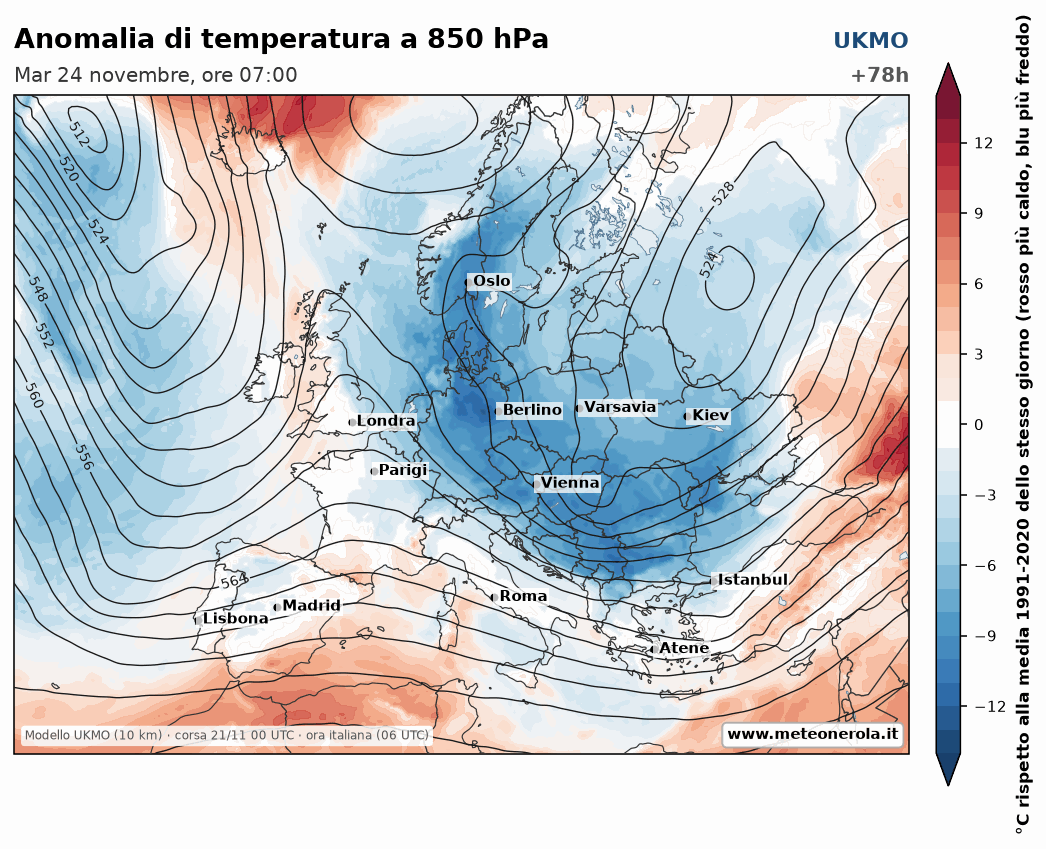 Anomalia di temperatura a 850 hPa
UKMO
Mar 24 novembre, ore 07:00
+78h
512
520
524
528
524
548
552
560
556
564
Oslo
Berlino
Varsavia
Kiev
Londra
Parigi
Vienna
Istanbul
Roma
Madrid
Lisbona
Atene
Modello UKMO (10 km) · corsa 21/11 00 UTC · ora italiana (06 UTC)
www.meteonerola.it
12
9
6
3
0
−3
−6
−9
−12
°C rispetto alla media 1991-2020 dello stesso giorno (rosso più caldo, blu più freddo)